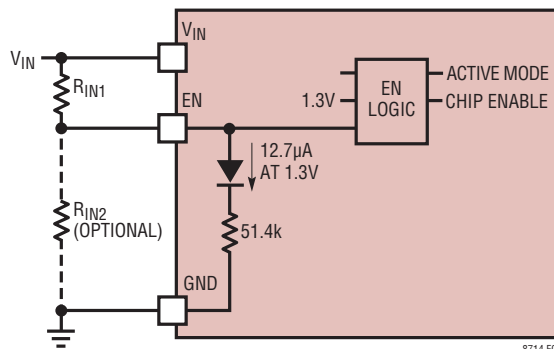 VIN
VIN
RIN1
EN
1.3V
EN
LOGIC
ACTIVE MODE
CHIP ENABLE
12.7µA
AT 1.3V
RIN2
(OPTIONAL)
51.4k
GND